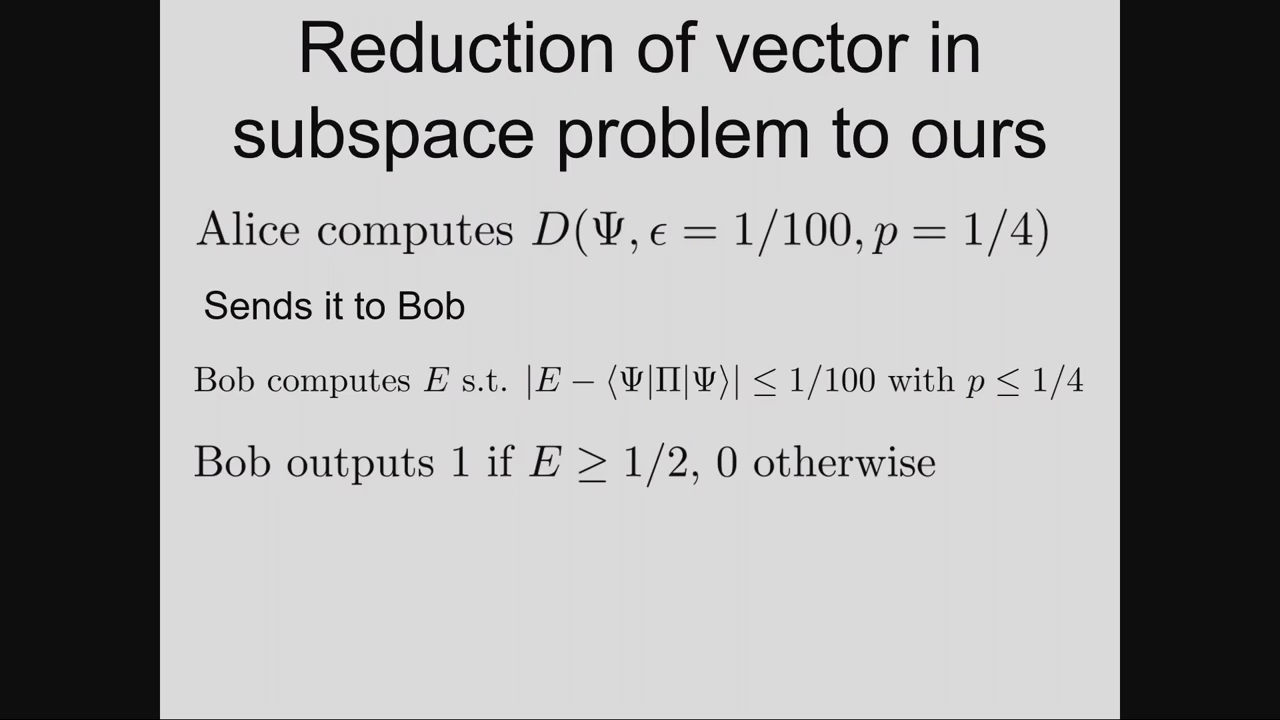 Reduction of vector in
subspace problem to ours
Alice computes D(Ψ, ϵ = 1/100, p = 1/4)
Sends it to Bob
Bob computes E s.t. |E − ⟨Ψ|Π|Ψ⟩| ≤ 1/100 with p ≤ 1/4
Bob outputs 1 if E ≥ 1/2, 0 otherwise